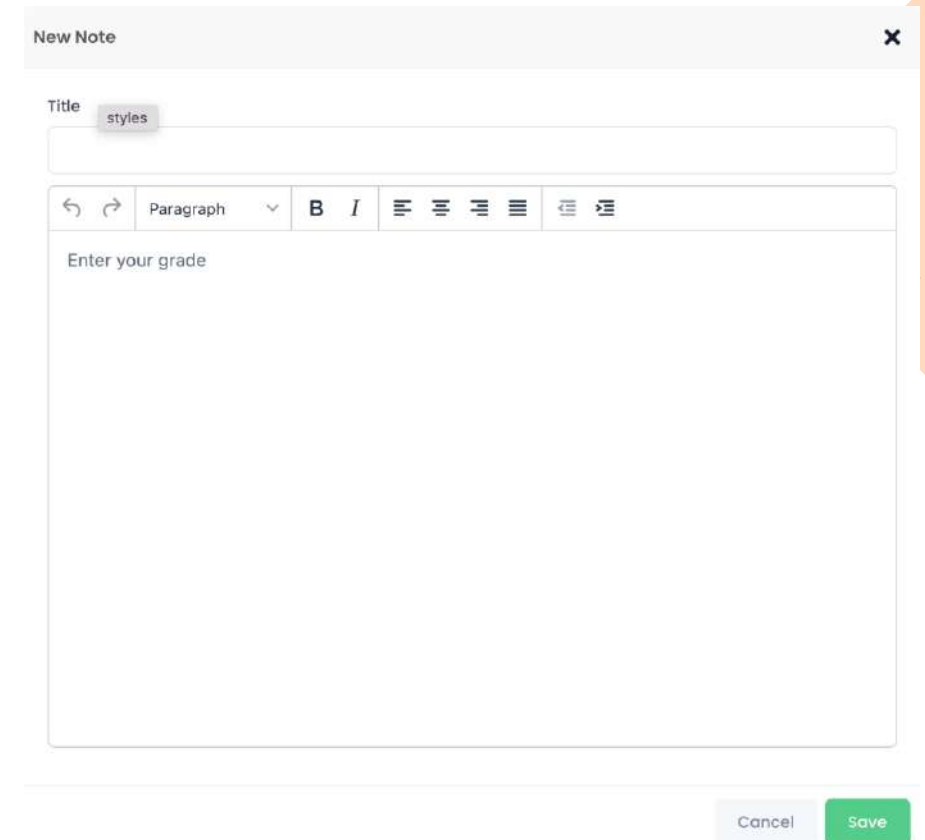 New Note
Title
styles
Paragraph B I
Enter your grade
Cancel Save